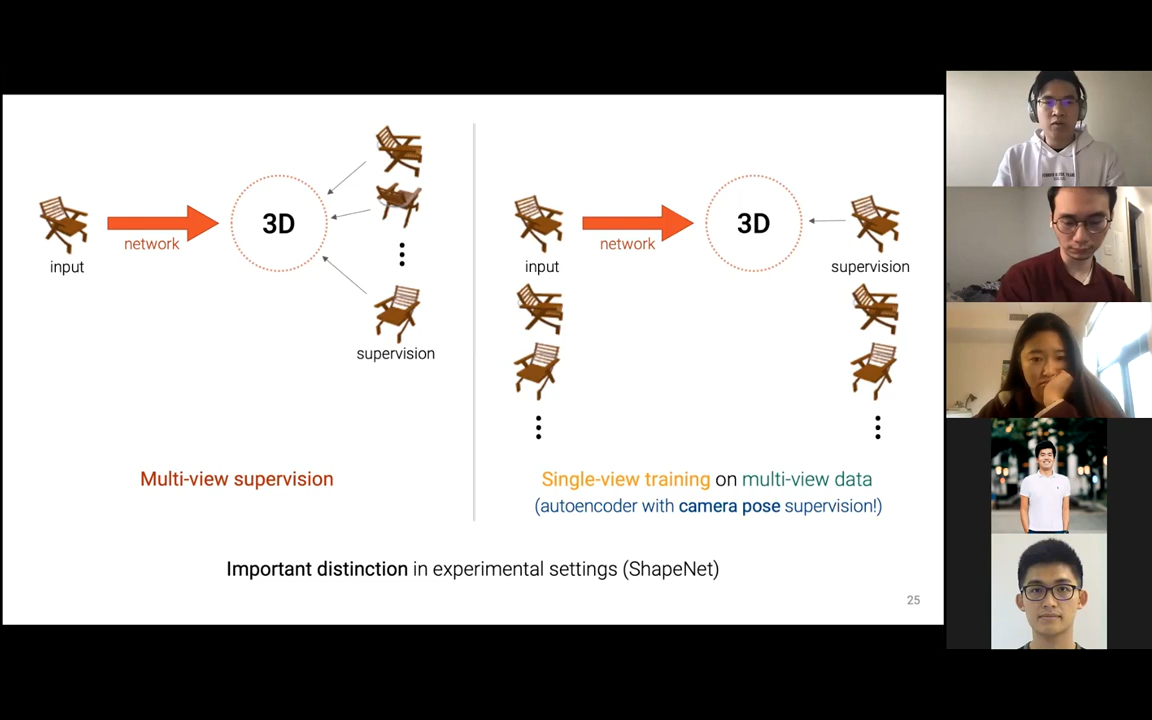 3D
network
input
supervision
Multi-view supervision
3D
network
input
supervision
Single-view training on multi-view data
(autoencoder with camera pose supervision!)
Important distinction in experimental settings (ShapeNet)
25